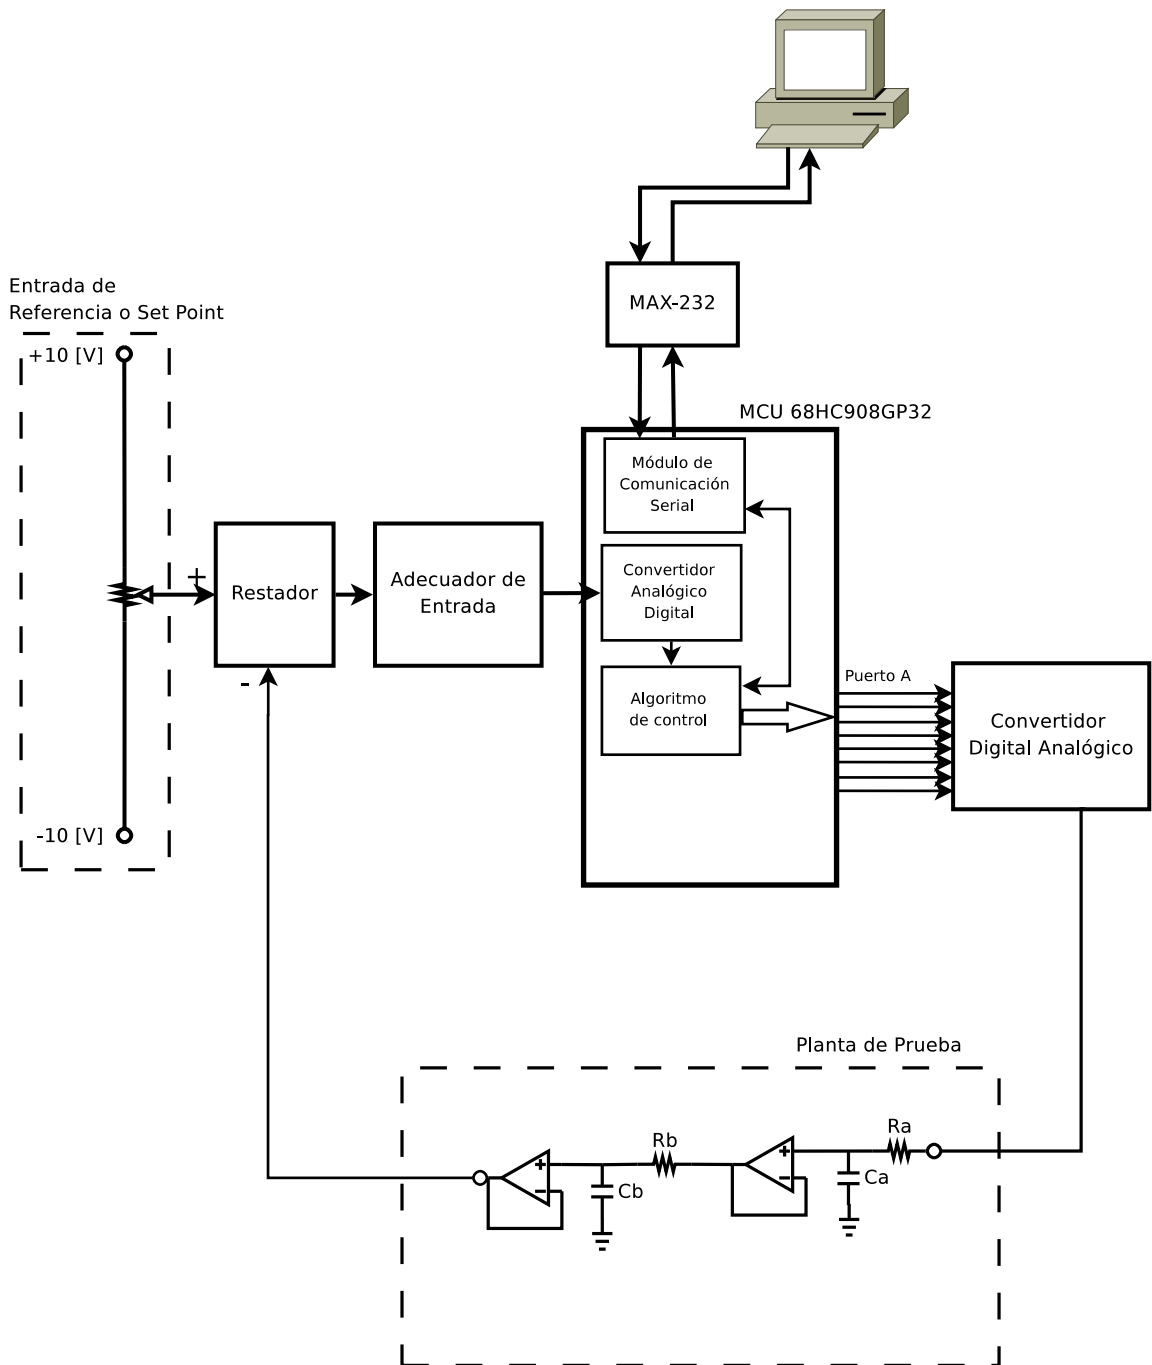 MAX-232
Entrada de
Referencia o Set Point
+10 [V]
MCU 68HC908GP32
Módulo de
Comunicación
Serial
+
Restador
-
Adecuador de
Entrada
Convertidor
Analógico
Digital
Algoritmo
de control
Puerto A
Convertidor
Digital Analógico
-10 [V]
Planta de Prueba
Ra
Rb
+
-
Ca
+
-
Cb